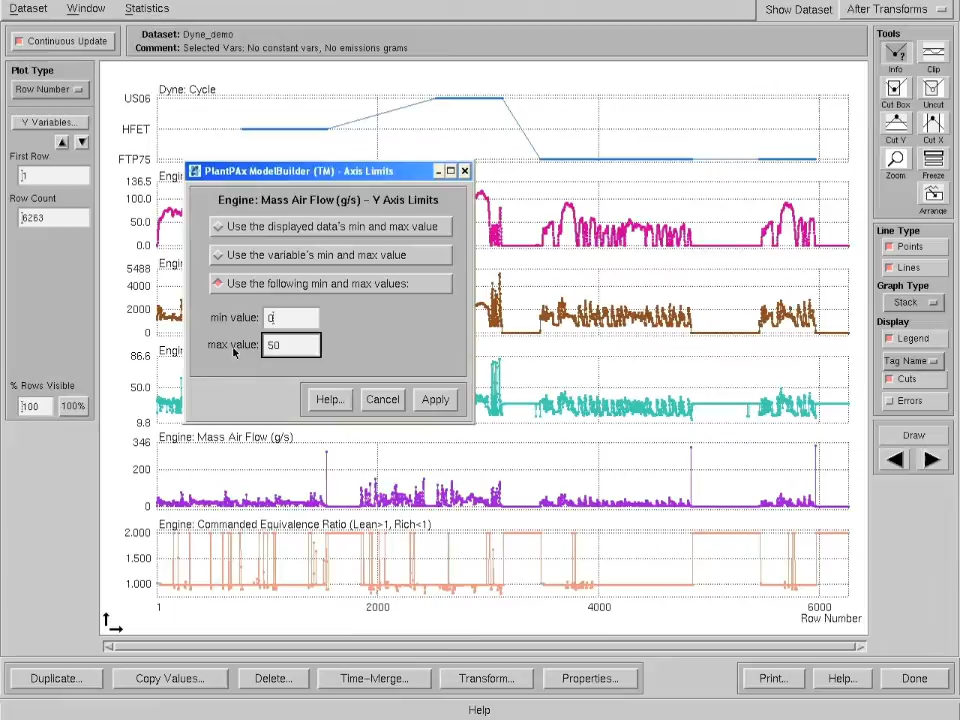 Dataset Window Statistics Show Dataset After Transforms
Continuous Update
Dataset: Dyne_demo
Comment: Selected Vars: No constant vars, No emissions grams
Plot Type
Row Number
Y Variables...
First Row
1
Row Count
6263
% Rows Visible
100 100%
Dyne: Cycle
US06
HFET
FTP75
136.5 Engi
100.0
50.0
0.0
5488 Engi
4000
2000
0
86.6 Engi
50.0
9.8
Engine: Mass Air Flow (g/s)
346
200
0
Engine: Commanded Equivalence Ratio (Lean>1, Rich<1)
2.000
1.500
1.000
1 2000 4000 6000
Row Number
PlantPAx ModelBuilder (TM) - Axis Limits
Engine: Mass Air Flow (g/s) - Y Axis Limits
Use the displayed data's min and max value
Use the variable's min and max value
Use the following min and max values:
min value: 0
max value: 50
Help... Cancel Apply
Tools
Info Clip
Cut Box Uncut
Cut Y Cut X
Zoom Freeze
Arrange
Line Type
Points
Lines
Graph Type
Stack
Display
Legend
Tag Name
Cuts
Errors
Draw
Duplicate... Copy Values... Delete... Time-Merge... Transform... Properties... Print... Help... Done
Help